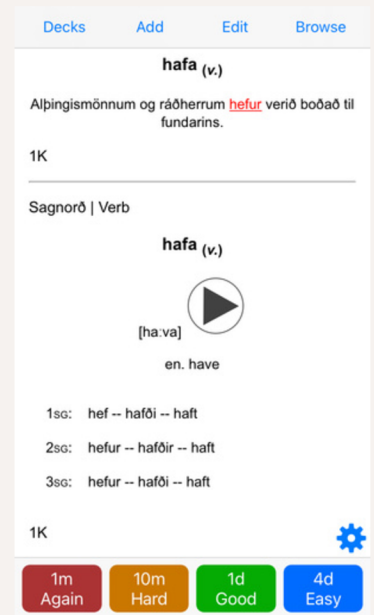 Decks Add Edit Browse
hafa (v.)
Alþingismönnum og ráðherrum hefur verið boðað til
fundarins.
1K
Sagnorð | Verb
hafa (v.)
[ha:va]
en. have
1SG: hef -- hafði -- haft
2SG: hefur -- hafðir -- haft
3SG: hefur -- hafði -- haft
1K
1m 10m 1d 4d
Again Hard Good Easy